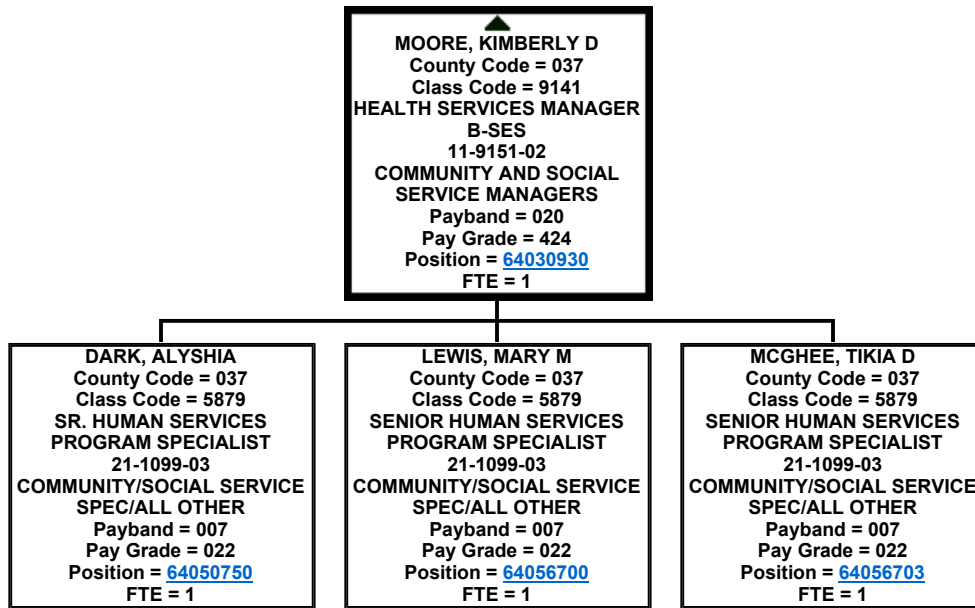 MOORE, KIMBERLY D
County Code = 037
Class Code = 9141
HEALTH SERVICES MANAGER
B-SES
11-9151-02
COMMUNITY AND SOCIAL
SERVICE MANAGERS
Payband = 020
Pay Grade = 424
Position = 64030930
FTE = 1
DARK, ALYSHIA
County Code = 037
Class Code = 5879
SR. HUMAN SERVICES
PROGRAM SPECIALIST
21-1099-03
COMMUNITY/SOCIAL SERVICE
SPEC/ALL OTHER
Payband = 007
Pay Grade = 022
Position = 64050750
FTE = 1
LEWIS, MARY M
County Code = 037
Class Code = 5879
SENIOR HUMAN SERVICES
PROGRAM SPECIALIST
21-1099-03
COMMUNITY/SOCIAL SERVICE
SPEC/ALL OTHER
Payband = 007
Pay Grade = 022
Position = 64056700
FTE = 1
MCGHEE, TIKIA D
County Code = 037
Class Code = 5879
SENIOR HUMAN SERVICES
PROGRAM SPECIALIST
21-1099-03
COMMUNITY/SOCIAL SERVICE
SPEC/ALL OTHER
Payband = 007
Pay Grade = 022
Position = 64056703
FTE = 1